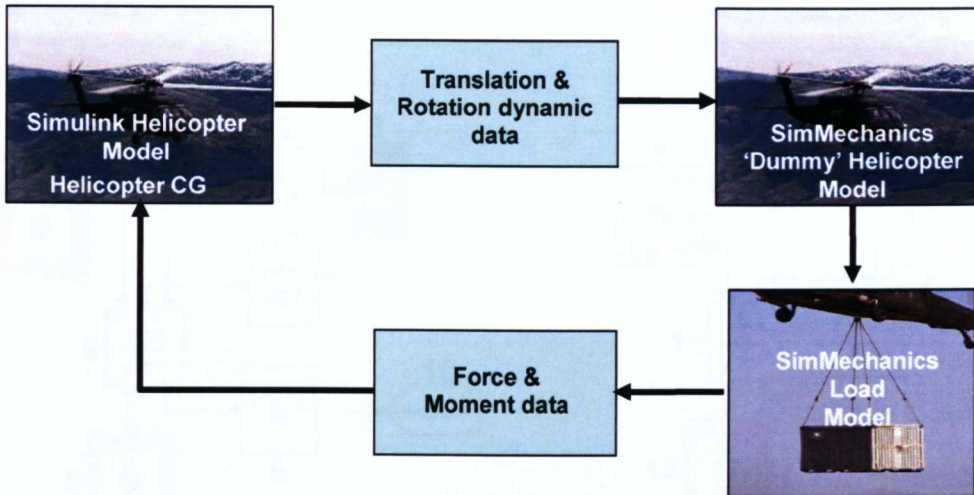 Simulink Helicopter
Model
Helicopter CG
Translation &
Rotation dynamic
data
SimMechanics
'Dummy' Helicopter
Model
SimMechanics
Load
Model
Force &
Moment data